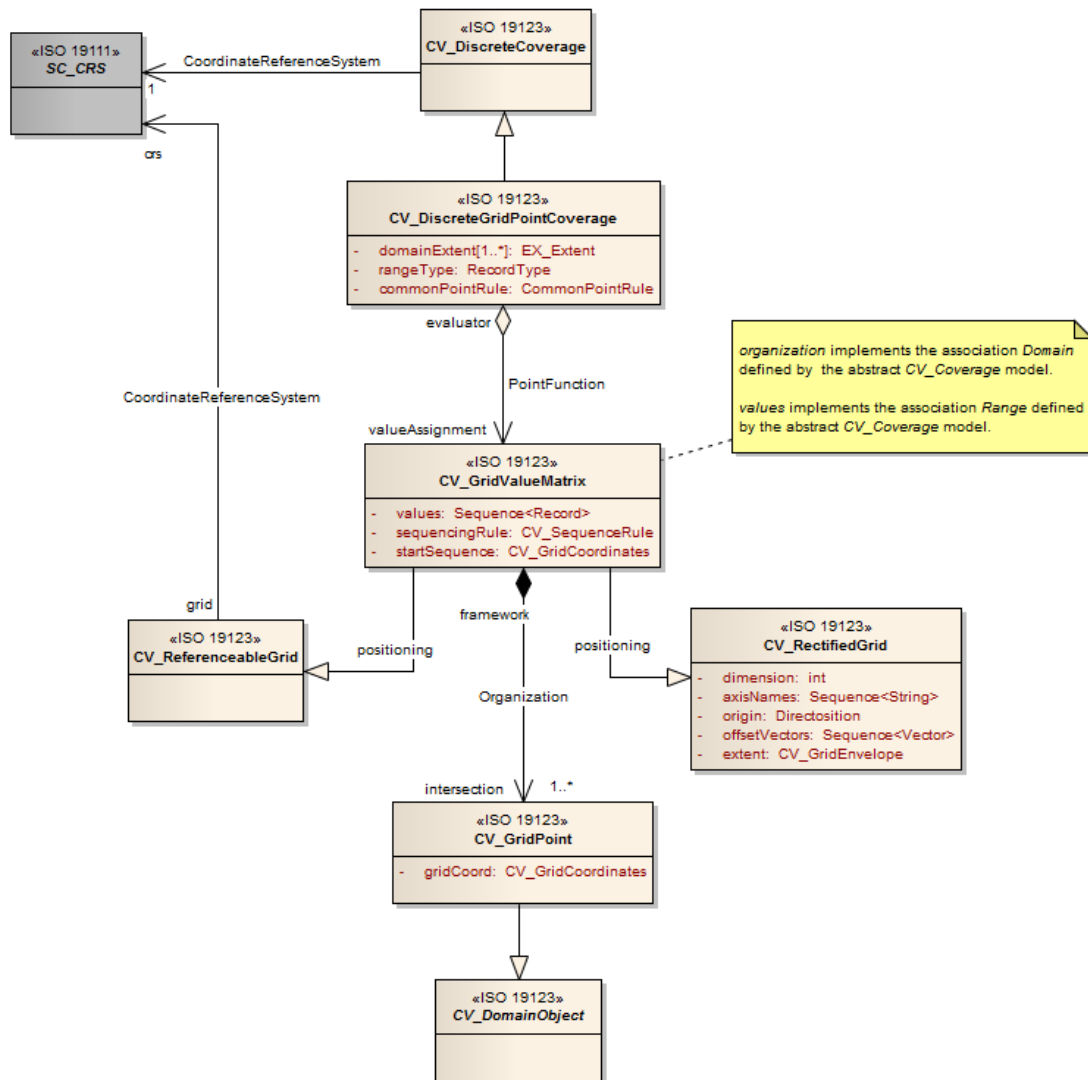 «ISO 19123»
CV_DiscreteCoverage
«ISO 19111»
SC_CRS
CoordinateReferenceSystem
1
crs
«ISO 19123»
CV_DiscreteGridPointCoverage
- domainExtent[1..*]: EX_Extent
- rangeType: RecordType
- commonPointRule: CommonPointRule
evaluator
PointFunction
organization implements the association Domain
defined by the abstract CV_Coverage model.
values implements the association Range defined
by the abstract CV_Coverage model.
CoordinateReferenceSystem
valueAssignment
«ISO 19123»
CV_GridValueMatrix
- values: Sequence<Record>
- sequencingRule: CV_SequenceRule
- startSequence: CV_GridCoordinates
grid
framework
«ISO 19123»
CV_ReferenceableGrid
positioning
positioning
«ISO 19123»
CV_RectifiedGrid
- dimension: int
- axisNames: Sequence<String>
- origin: Directosition
- offsetVectors: Sequence<Vector>
- extent: CV_GridEnvelope
Organization
intersection
1..*
«ISO 19123»
CV_GridPoint
- gridCoord: CV_GridCoordinates
«ISO 19123»
CV_DomainObject